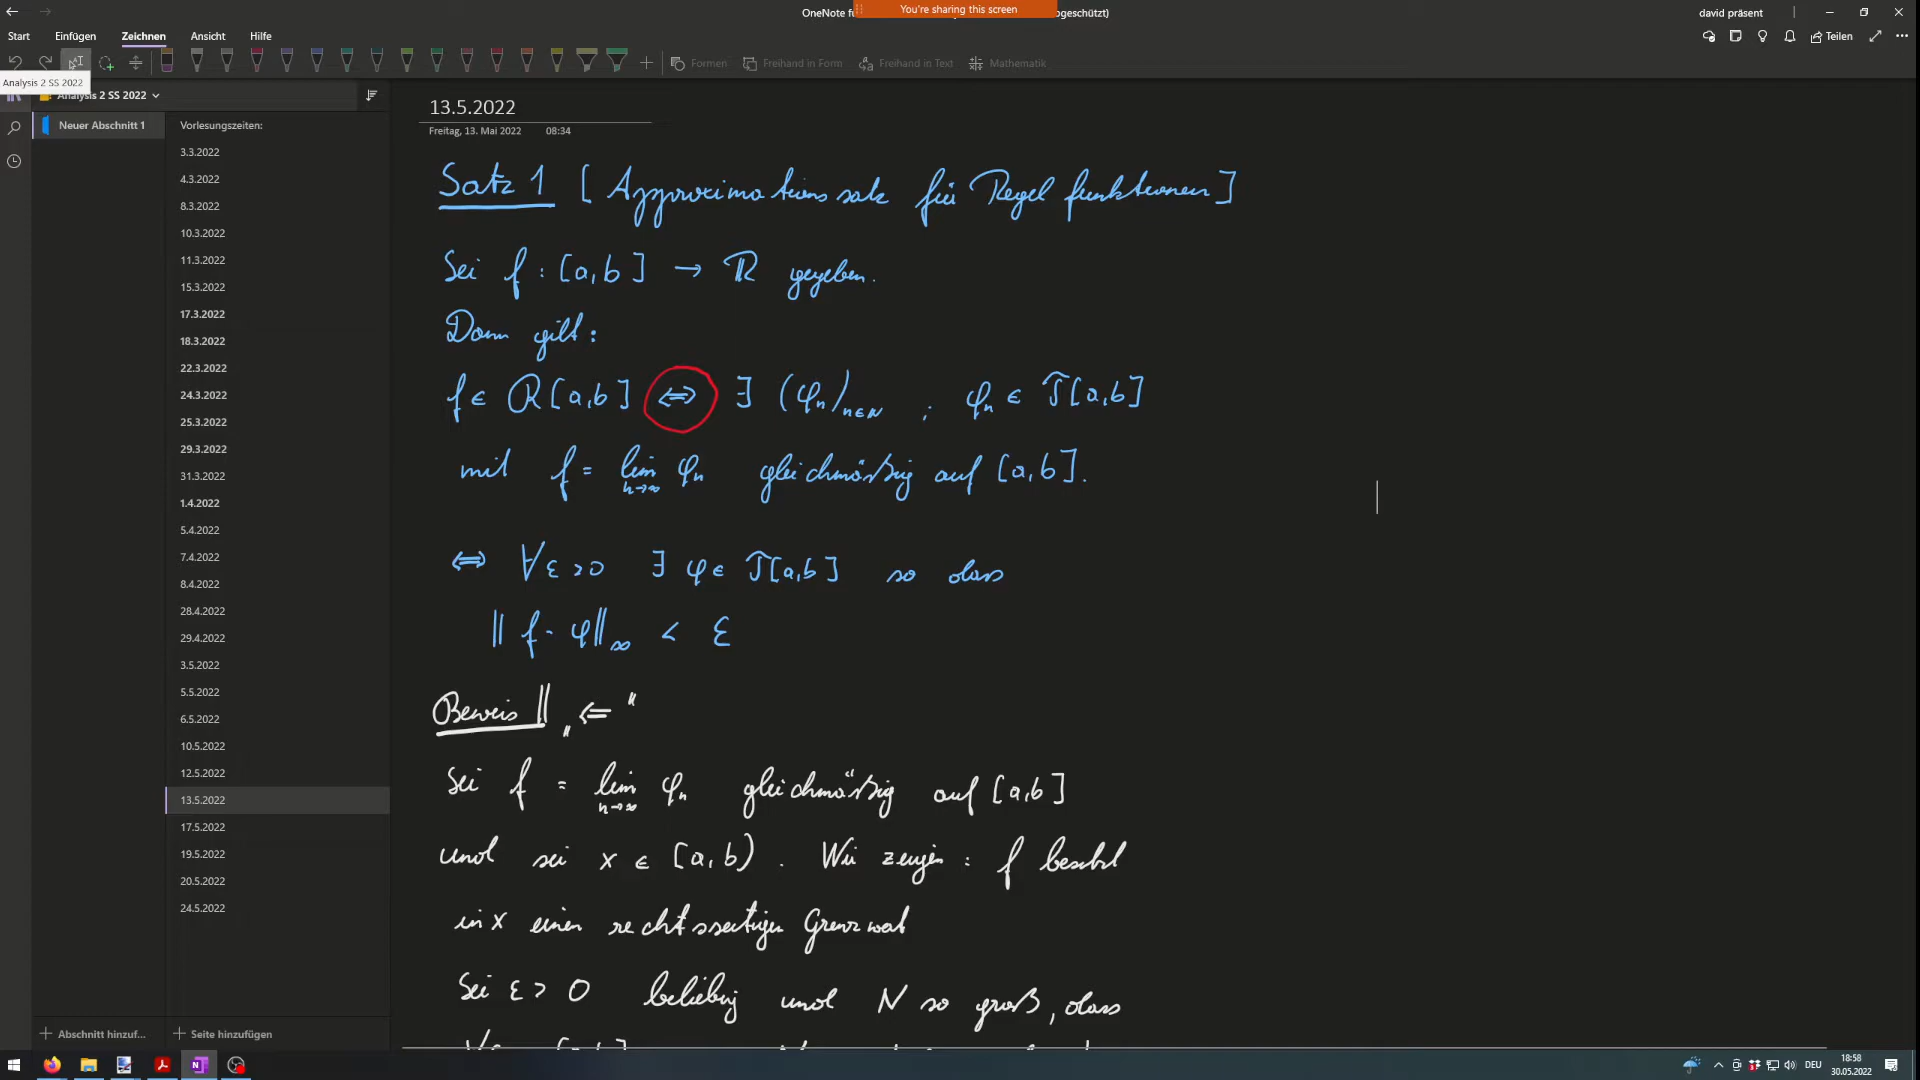 You're sharing this screen
OneNote fü
ogeschützt)
david präsent
Start
Einfügen
Zeichnen
Ansicht
Hilfe
Teilen
Formen
Freihand in Form
Freihand in Text
Mathematik
Analysis 2 SS 2022
Analysis 2 SS 2022
Neuer Abschnitt 1
Vorlesungszeiten:
3.3.2022
4.3.2022
8.3.2022
10.3.2022
11.3.2022
15.3.2022
17.3.2022
18.3.2022
22.3.2022
24.3.2022
25.3.2022
29.3.2022
31.3.2022
1.4.2022
5.4.2022
7.4.2022
8.4.2022
28.4.2022
29.4.2022
3.5.2022
5.5.2022
6.5.2022
10.5.2022
12.5.2022
13.5.2022
17.5.2022
19.5.2022
20.5.2022
24.5.2022
Abschnitt hinzuf...
Seite hinzufügen
13.5.2022
Freitag, 13. Mai 2022 08:34
Satz 1 [Approximationssatz für Regelfunktionen]
Sei f : [a,b] → ℝ gegeben.
Dann gilt:
f ∈ R[a,b] ⇔ ∃ (φn)n∈N ; φn ∈ T[a,b]
mit f = lim n→∞ φn gleichmäßig auf [a,b].
⇔ ∀ε>0 ∃ φ ∈ T[a,b] so dass
‖f-φ‖∞ < ε
Beweis ‖ „⇐"
Sei f = lim n→∞ φn gleichmäßig auf [a,b]
und sei x ∈ [a,b). Wir zeigen: f besitzt
in x einen rechtsseitigen Grenzwert
Sei ε > 0 beliebig und N so groß, dass
DEU
18:58
30.05.2022